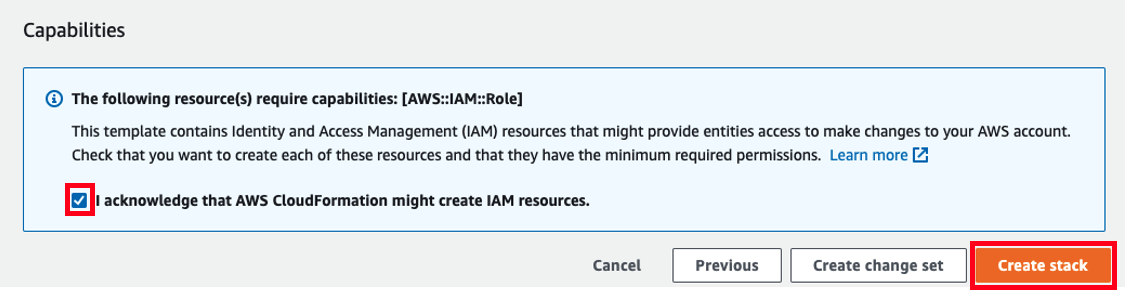 Capabilities
The following resource(s) require capabilities: [AWS::IAM::Role]
This template contains Identity and Access Management (IAM) resources that might provide entities access to make changes to your AWS account.
Check that you want to create each of these resources and that they have the minimum required permissions. Learn more
I acknowledge that AWS CloudFormation might create IAM resources.
Cancel Previous Create change set Create stack